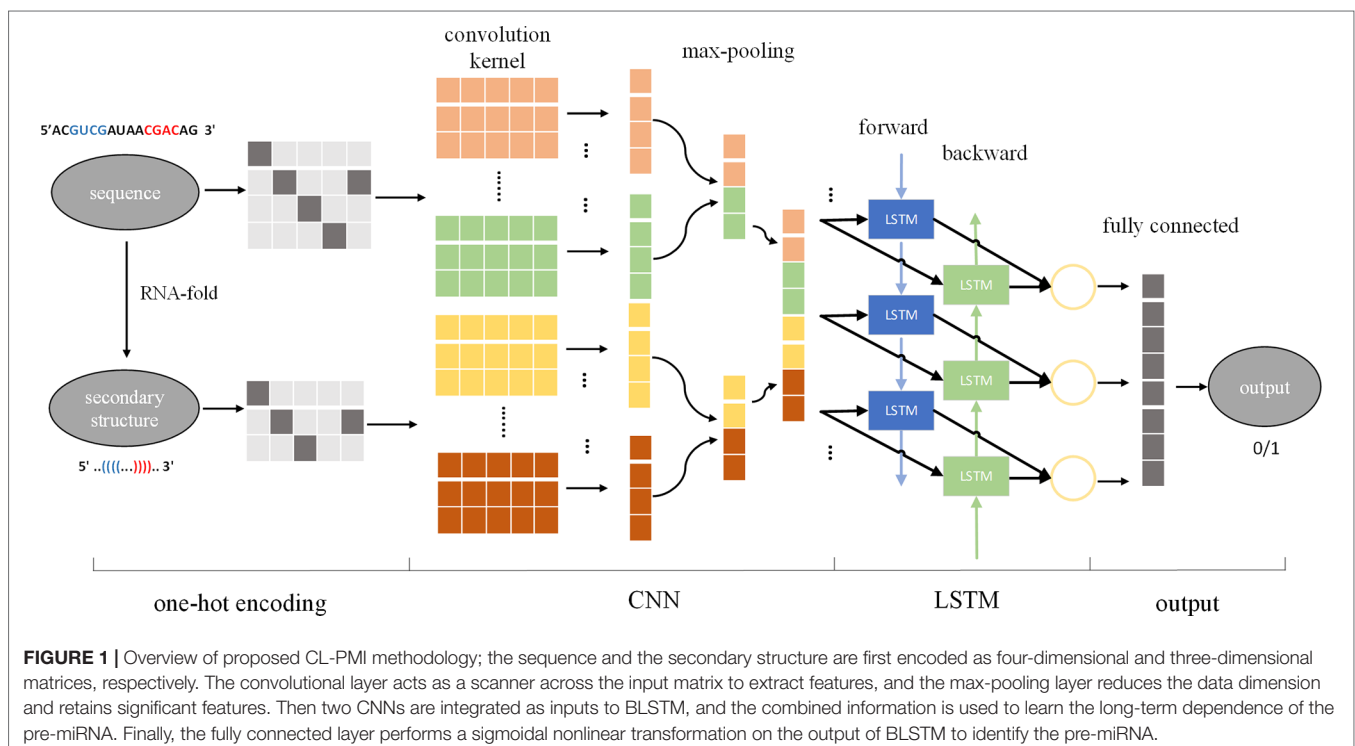 convolution
kernel
max-pooling
5'ACGUCGAUAACGACAG 3'
forward
backward
sequence
LSTM
fully connected
LSTM
RNA-fold
LSTM
LSTM
secondary
structure
LSTM
output
5' ..((((...)))).. 3'
0/1
LSTM
one-hot encoding
CNN
LSTM
output
FIGURE 1 | Overview of proposed CL-PMI methodology; the sequence and the secondary structure are first encoded as four-dimensional and three-dimensional
matrices, respectively. The convolutional layer acts as a scanner across the input matrix to extract features, and the max-pooling layer reduces the data dimension
and retains significant features. Then two CNNs are integrated as inputs to BLSTM, and the combined information is used to learn the long-term dependence of the
pre-miRNA. Finally, the fully connected layer performs a sigmoidal nonlinear transformation on the output of BLSTM to identify the pre-miRNA.